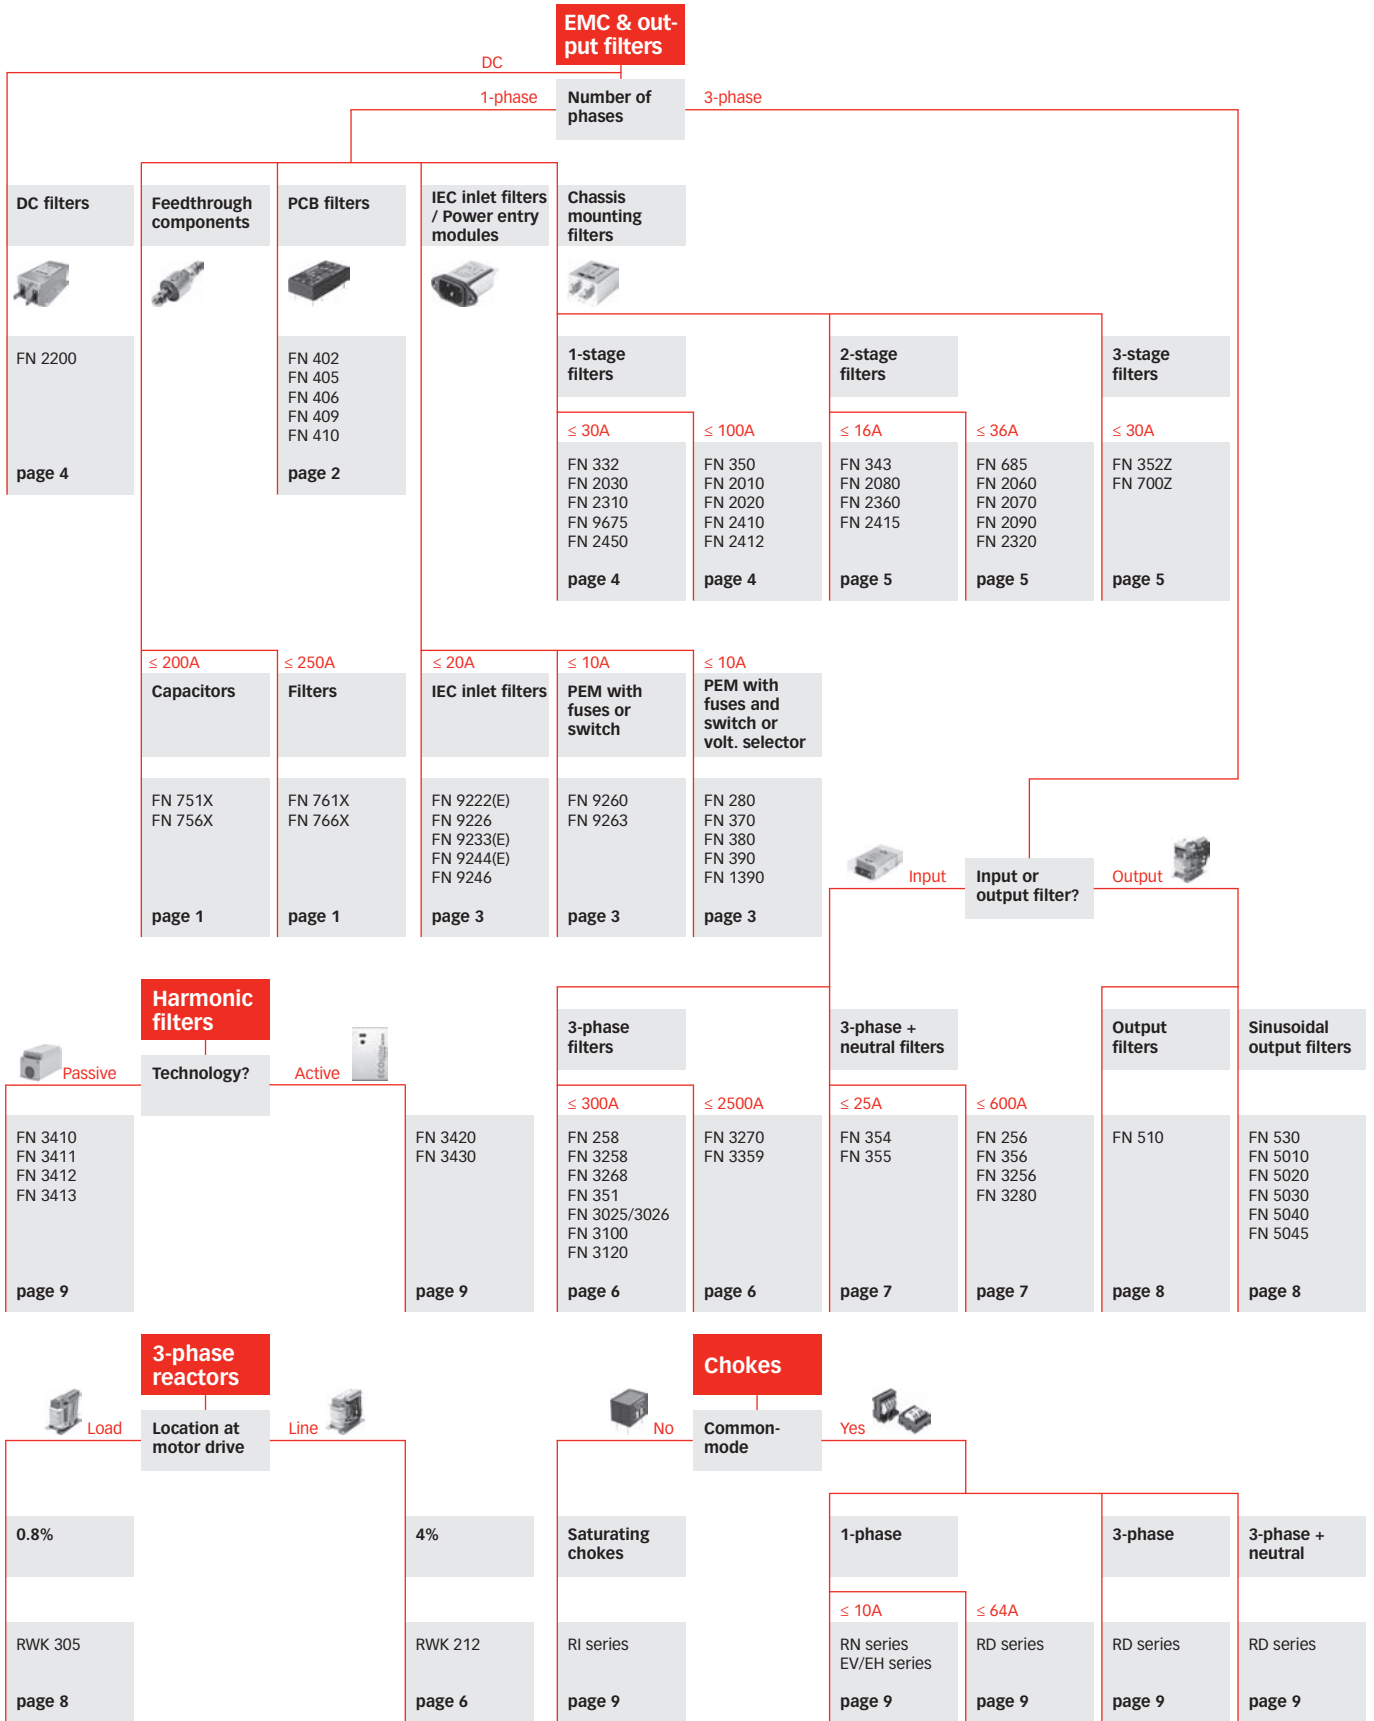 EMC & out-
put filters
DC
1-phase
Number of
phases
3-phase
DC filters
Feedthrough
components
PCB filters
IEC inlet filters
/ Power entry
modules
Chassis
mounting
filters
FN 2200
page 4
FN 402
FN 405
FN 406
FN 409
FN 410
page 2
1-stage
filters
2-stage
filters
3-stage
filters
≤ 30A
FN 332
FN 2030
FN 2310
FN 9675
FN 2450
page 4
≤ 100A
FN 350
FN 2010
FN 2020
FN 2410
FN 2412
page 4
≤ 16A
FN 343
FN 2080
FN 2360
FN 2415
page 5
≤ 36A
FN 685
FN 2060
FN 2070
FN 2090
FN 2320
page 5
≤ 30A
FN 352Z
FN 700Z
page 5
≤ 200A
Capacitors
FN 751X
FN 756X
page 1
≤ 250A
Filters
FN 761X
FN 766X
page 1
≤ 20A
IEC inlet filters
FN 9222(E)
FN 9226
FN 9233(E)
FN 9244(E)
FN 9246
page 3
≤ 10A
PEM with
fuses or
switch
FN 9260
FN 9263
page 3
≤ 10A
PEM with
fuses and
switch or
volt. selector
FN 280
FN 370
FN 380
FN 390
FN 1390
page 3
Input
Input or
output filter?
Output
3-phase
filters
≤ 300A
FN 258
FN 3258
FN 3268
FN 351
FN 3025/3026
FN 3100
FN 3120
page 6
≤ 2500A
FN 3270
FN 3359
page 6
3-phase +
neutral filters
≤ 25A
FN 354
FN 355
page 7
≤ 600A
FN 256
FN 356
FN 3256
FN 3280
page 7
Output
filters
FN 510
page 8
Sinusoidal
output filters
FN 530
FN 5010
FN 5020
FN 5030
FN 5040
FN 5045
page 8
Harmonic
filters
Passive
Technology?
Active
FN 3410
FN 3411
FN 3412
FN 3413
page 9
FN 3420
FN 3430
page 9
3-phase
reactors
Load
Location at
motor drive
Line
0.8%
RWK 305
page 8
4%
RWK 212
page 6
Chokes
No
Common-
mode
Yes
Saturating
chokes
RI series
page 9
1-phase
≤ 10A
RN series
EV/EH series
page 9
≤ 64A
RD series
page 9
3-phase
RD series
page 9
3-phase +
neutral
RD series
page 9